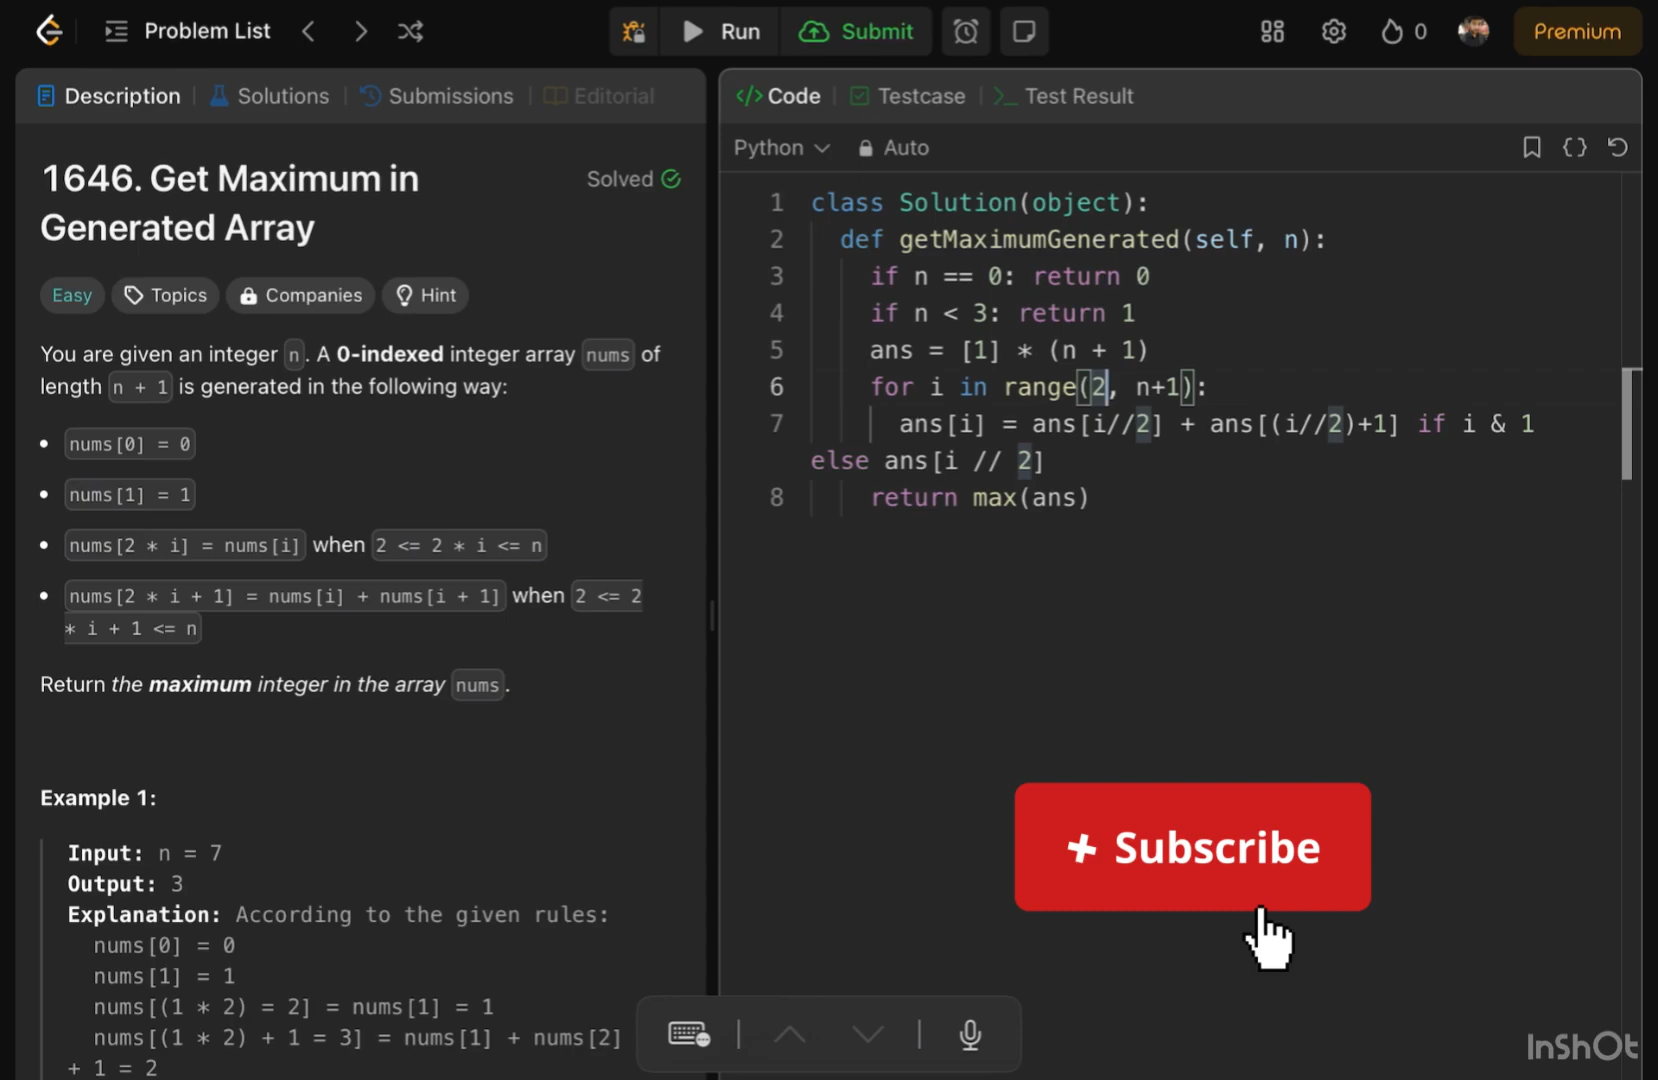 Problem List
Run
Submit
0
Premium
Description
Solutions
Submissions
Editorial
1646. Get Maximum in
Generated Array
Solved
Easy
Topics
Companies
Hint
You are given an integer n. A 0-indexed integer array nums of
length n + 1 is generated in the following way:
• nums[0] = 0
• nums[1] = 1
• nums[2 * i] = nums[i] when 2 <= 2 * i <= n
• nums[2 * i + 1] = nums[i] + nums[i + 1] when 2 <= 2
* i + 1 <= n
Return the maximum integer in the array nums.
Example 1:
Input: n = 7
Output: 3
Explanation: According to the given rules:
nums[0] = 0
nums[1] = 1
nums[(1 * 2) = 2] = nums[1] = 1
nums[(1 * 2) + 1 = 3] = nums[1] + nums[2]
+ 1 = 2
</> Code
Testcase
Test Result
Python
Auto
{}
1 class Solution(object):
2 def getMaximumGenerated(self, n):
3 if n == 0: return 0
4 if n < 3: return 1
5 ans = [1] * (n + 1)
6 for i in range(2, n+1):
7 ans[i] = ans[i//2] + ans[(i//2)+1] if i & 1
else ans[i // 2]
8 return max(ans)
+ Subscribe
InShOt